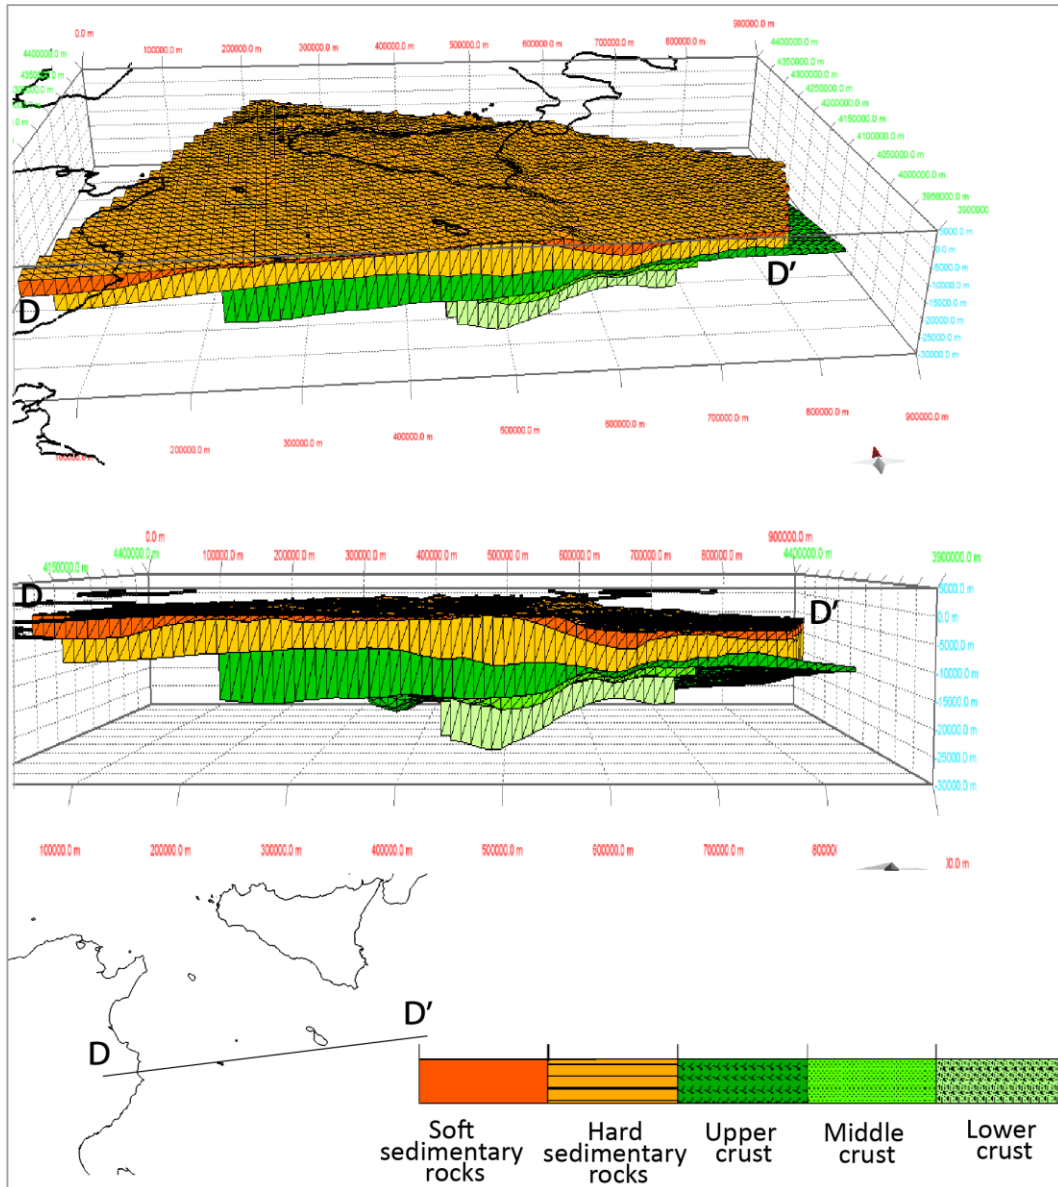 0.0 m
100000.0 m
200000.0 m
300000.0 m
400000.0 m
500000.0 m
600000.0 m
700000.0 m
800000.0 m
980000.0 m
4400000.0 m
4400000.0 m
4350000.0 m
4300000.0 m
4250000.0 m
4200000.0 m
4150000.0 m
4100000.0 m
4050000.0 m
4000000.0 m
3950000.0 m
3900000
5000.0 m
0.0 m
-5000.0 m
-10000.0 m
-15000.0 m
-20000.0 m
-25000.0 m
-30000.0 m
D
D'
200000.0 m
300000.0 m
400000.0 m
500000.0 m
600000.0 m
700000.0 m
800000.0 m
900000.0 m
0.0 m
900000.0 m
4150000.0 m
4400000.0 m
100000.0 m
200000.0 m
300000.0 m
400000.0 m
500000.0 m
600000.0 m
700000.0 m
800000.0 m
4400000.0 m
3900000.0 m
D
D'
5000.0 m
0.0 m
-5000.0 m
-10000.0 m
-15000.0 m
-20000.0 m
-25000.0 m
-30000.0 m
100000.0 m
200000.0 m
300000.0 m
400000.0 m
500000.0 m
600000.0 m
700000.0 m
80000
0.0 m
D
D'
Soft sedimentary rocks
Hard sedimentary rocks
Upper crust
Middle crust
Lower crust